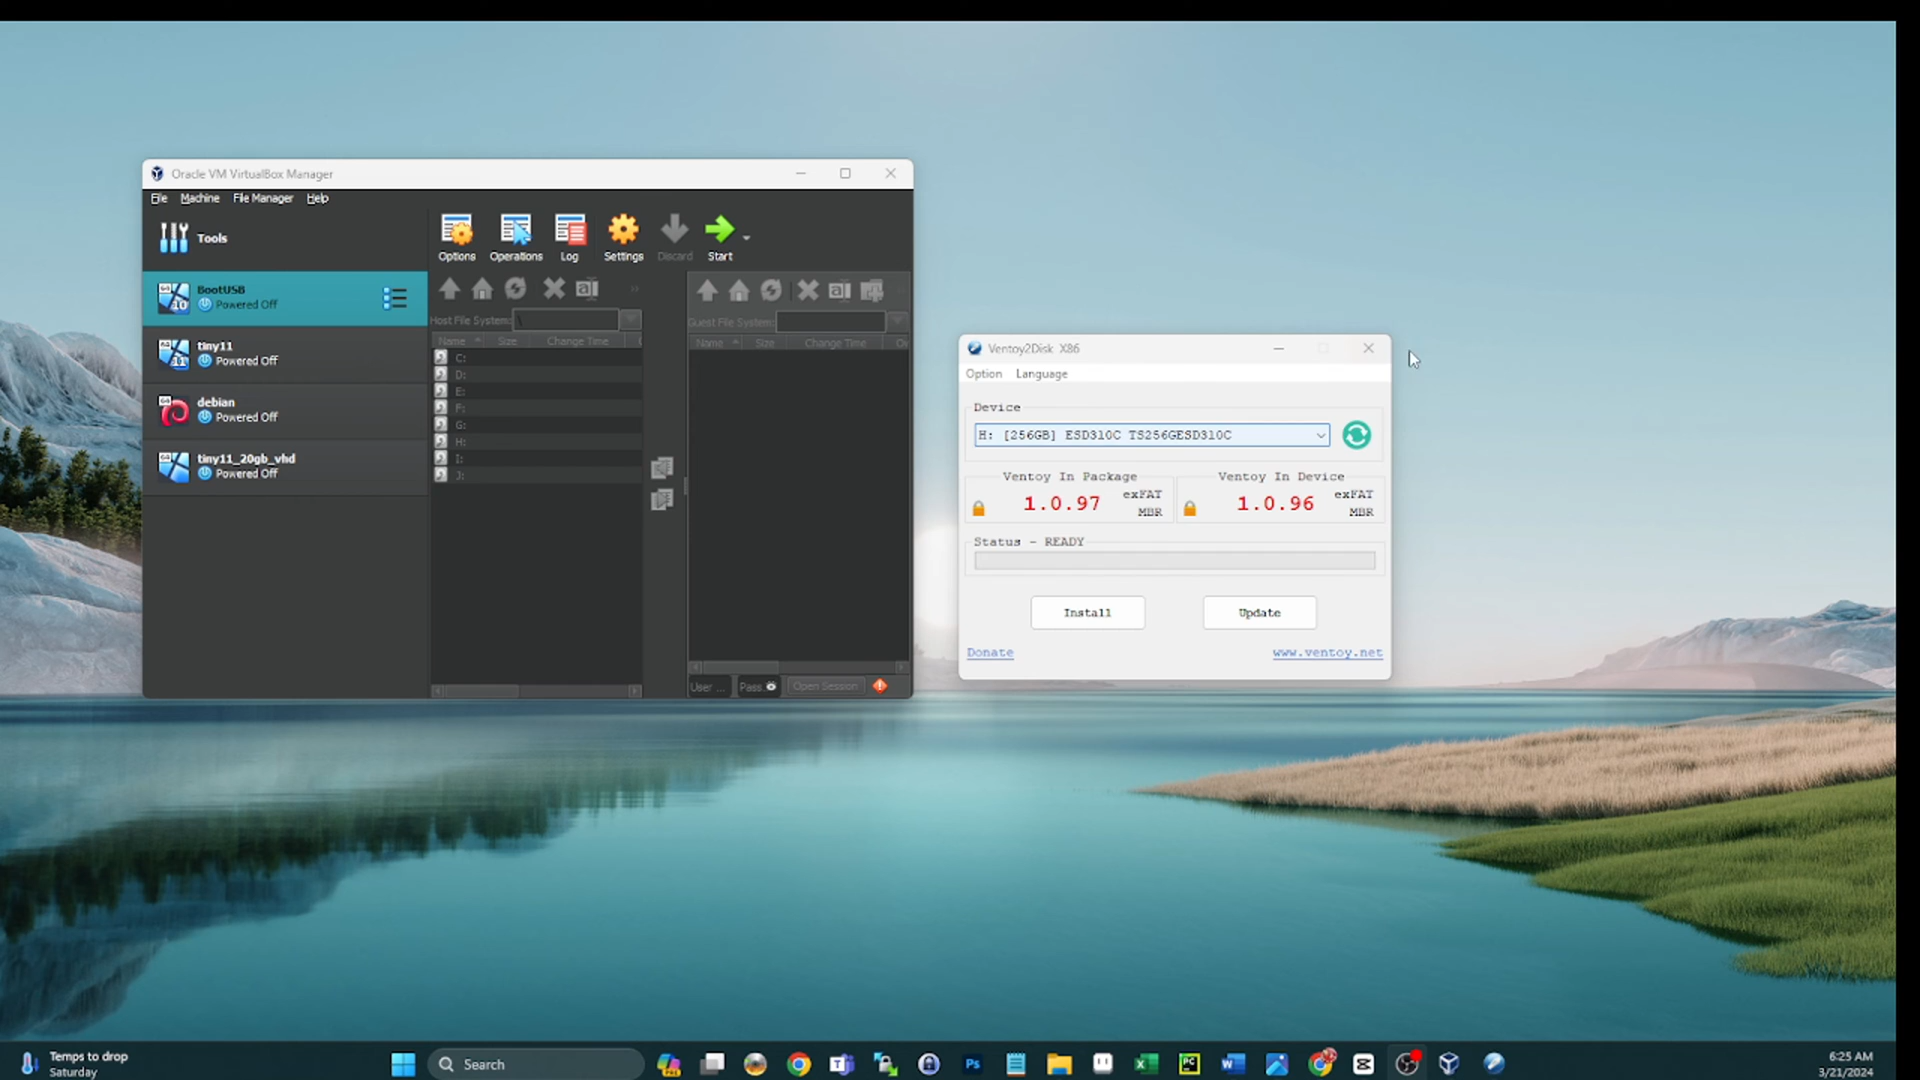 Oracle VM VirtualBox Manager
File Machine File Manager Help
Tools
Options Operations Log Settings Discard Start
BootUSB
Powered Off
tiny11
Powered Off
debian
Powered Off
tiny11_20gb_vhd
Powered Off
Host File System: \
Name Size Change Time
C:
D:
E:
F:
G:
H:
I:
J:
Guest File System:
Name Size Change Time
User ... Pass Open Session
Ventoy2Disk X86
Option Language
Device
H: [256GB] ESD310C TS256GESD310C
Ventoy In Package
1.0.97 exFAT
MBR
Ventoy In Device
1.0.96 exFAT
MBR
Status - READY
Install Update
Donate www.ventoy.net
Temps to drop
Saturday
Search
6:25 AM
3/21/2024